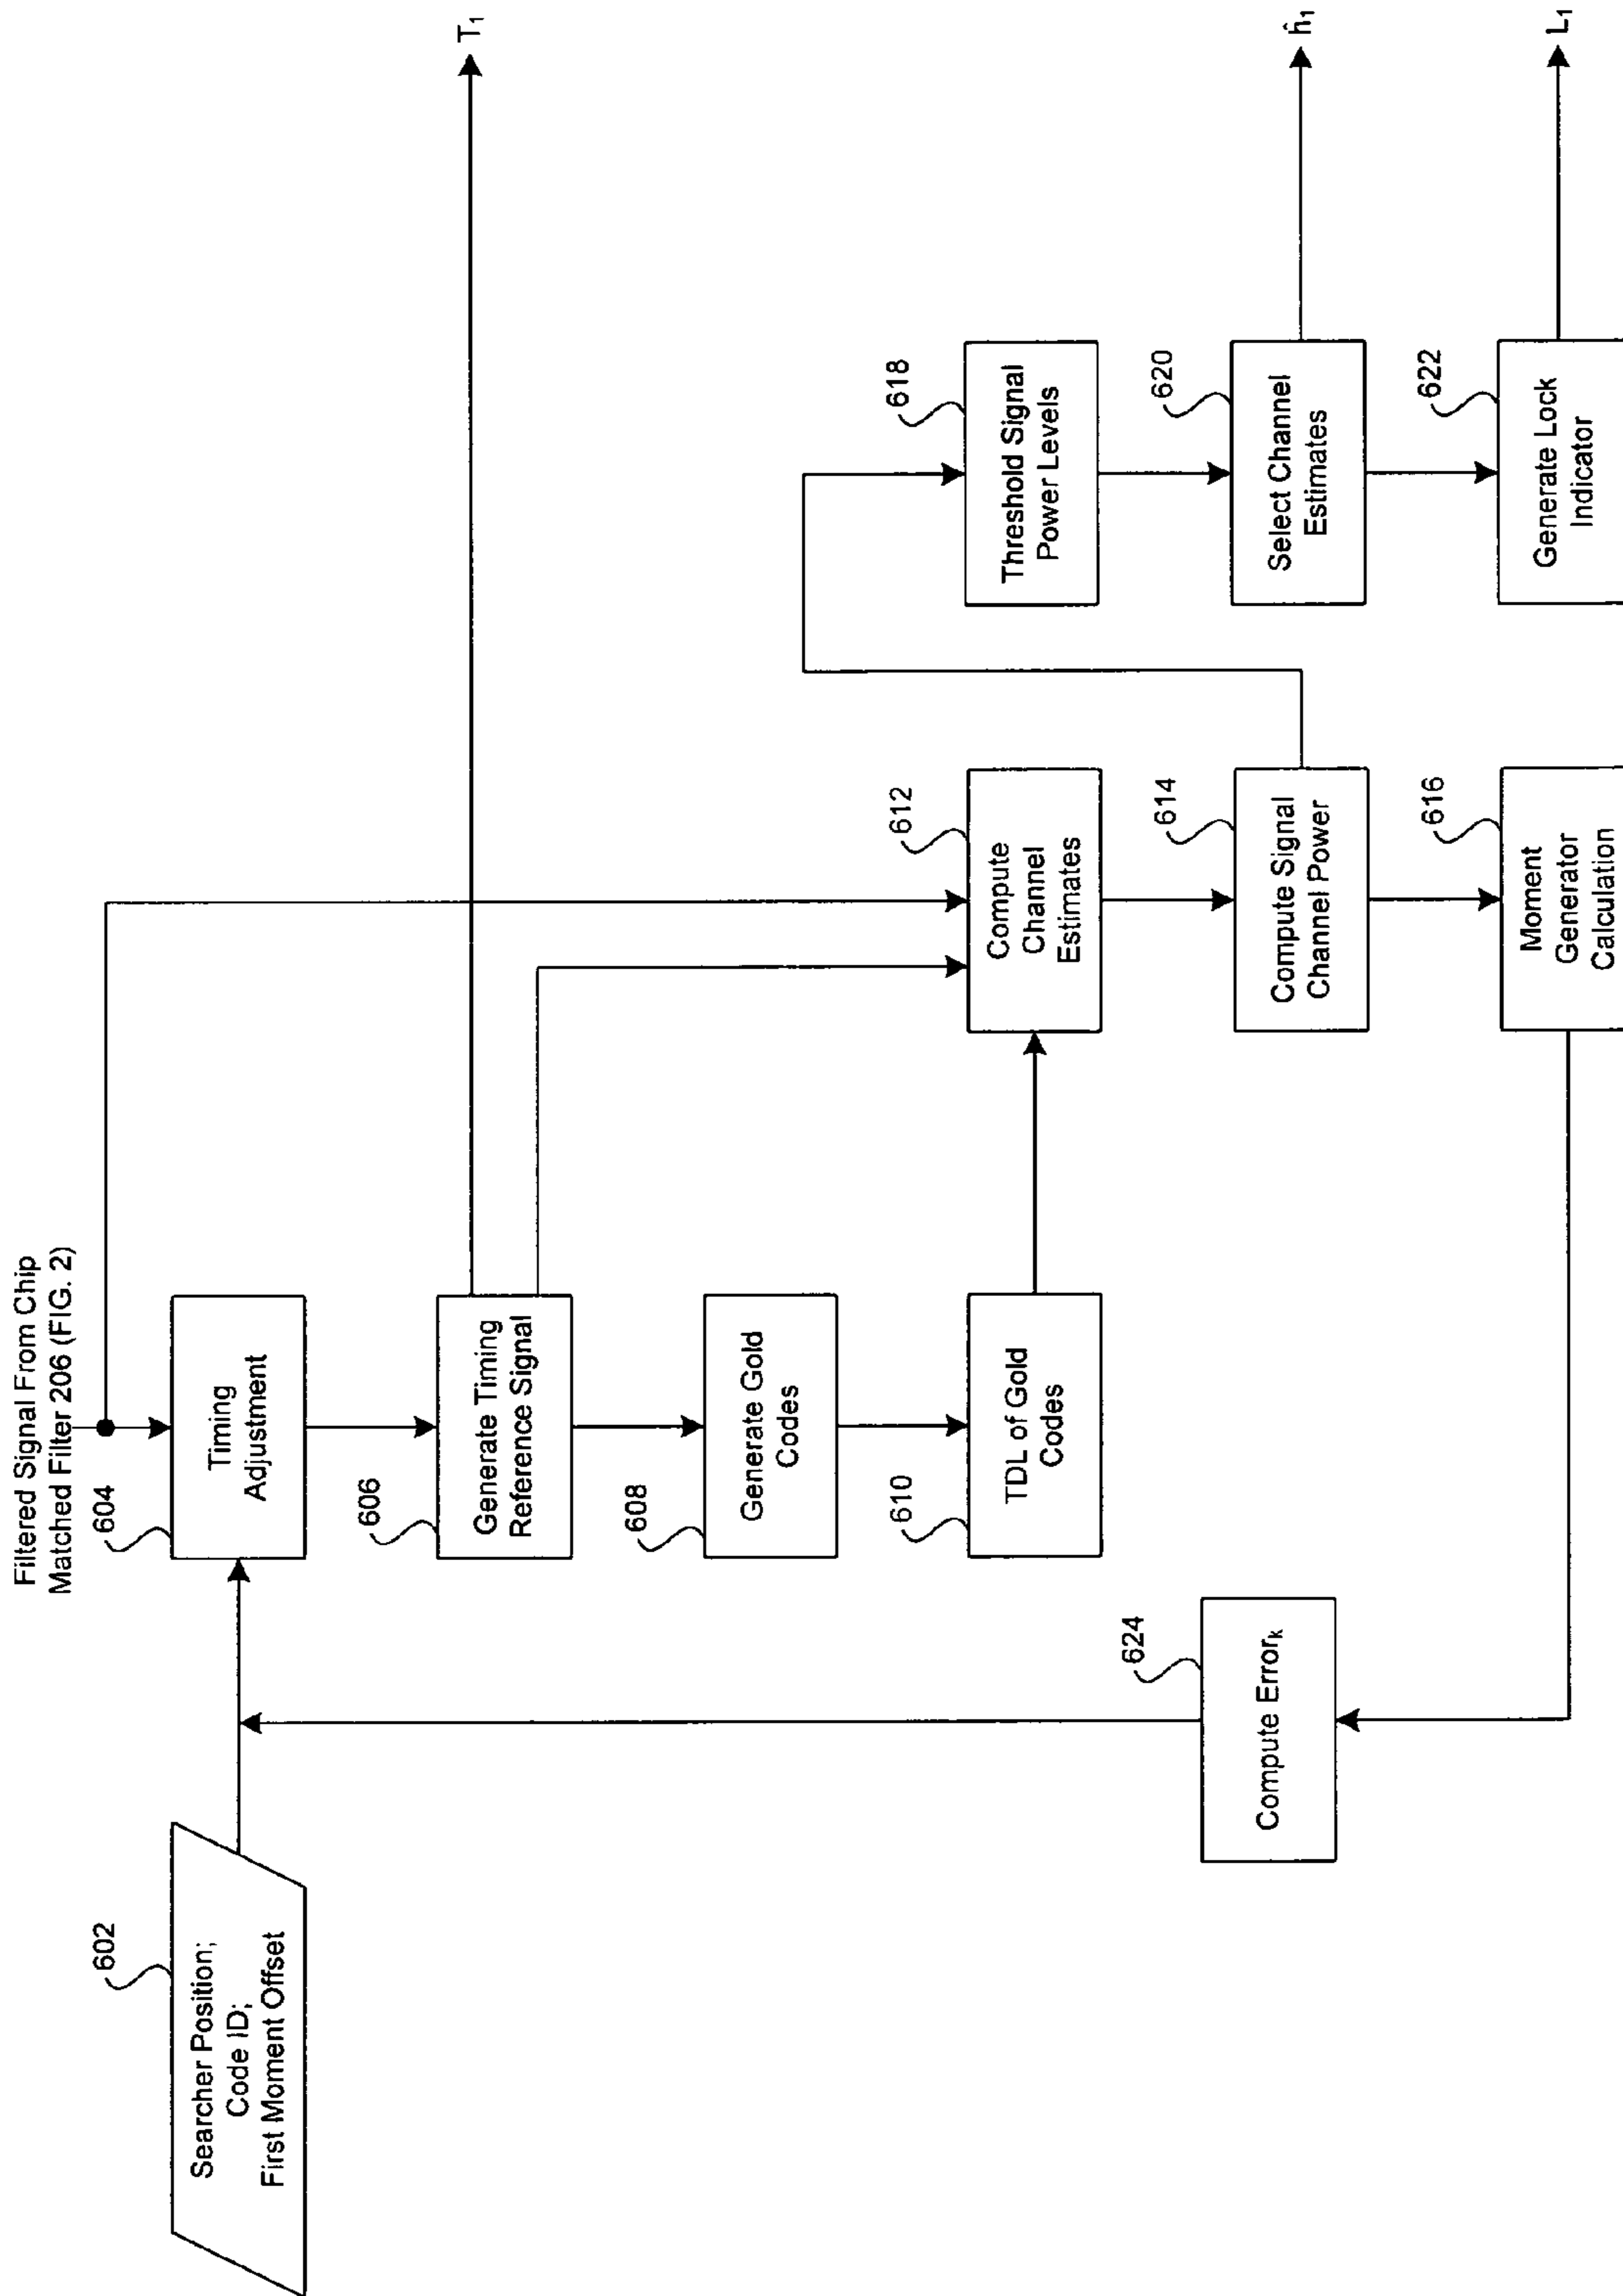 Filtered Signal From Chip
Matched Filter 206 (FIG. 2)
602
Searcher Position;
Code ID;
First Moment Offset
604
Timing
Adjustment
606
Generate Timing
Reference Signal
T₁
608
Generate Gold
Codes
610
TDL of Gold
Codes
612
Compute
Channel
Estimates
614
Compute Signal
Channel Power
616
Moment
Generator
Calculation
618
Threshold Signal
Power Levels
620
Select Channel
Estimates
ĥ₁
622
Generate Lock
Indicator
L₁
624
Compute Errorₖ